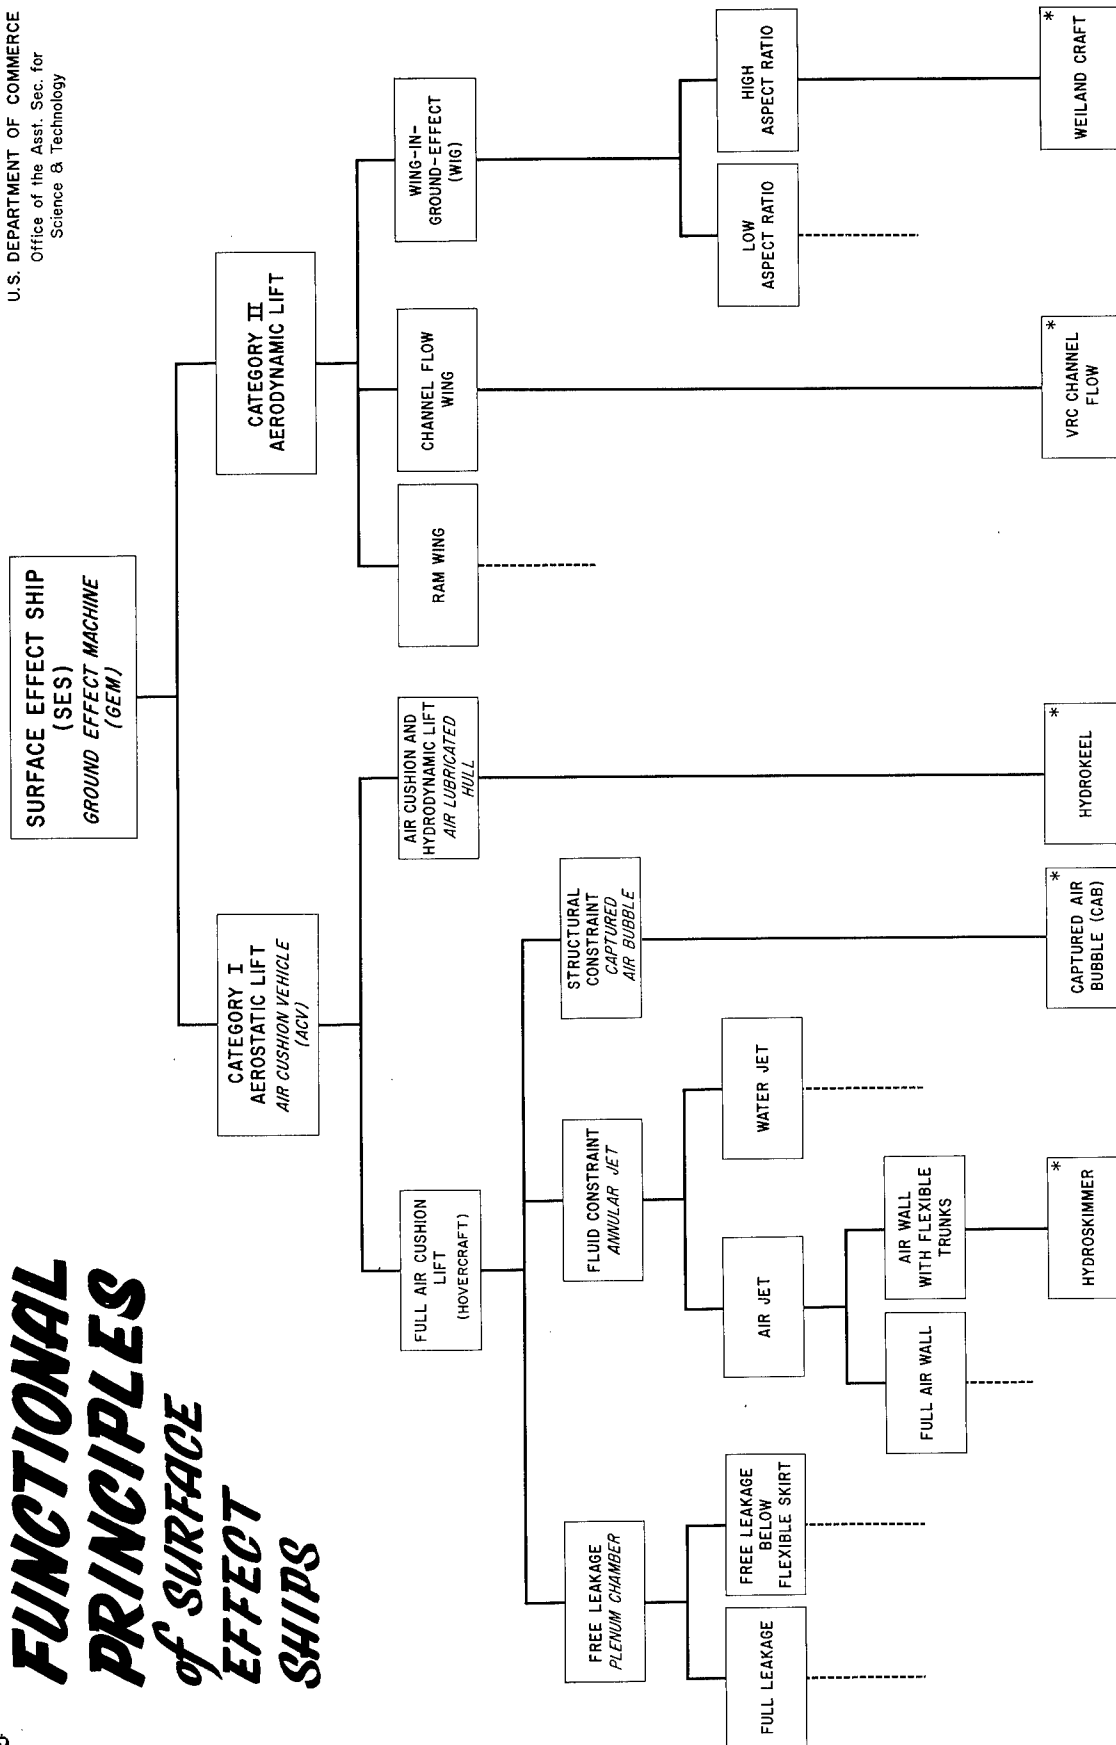 FUNCTIONAL
PRINCIPLES
of SURFACE
EFFECT
SHIPS
U.S. DEPARTMENT OF COMMERCE
Office of the Asst. Sec. for
Science & Technology
SURFACE EFFECT SHIP
(SES)
GROUND EFFECT MACHINE
(GEM)
CATEGORY I
AEROSTATIC LIFT
AIR CUSHION VEHICLE
(ACV)
CATEGORY II
AERODYNAMIC LIFT
FULL AIR CUSHION
LIFT
(HOVERCRAFT)
AIR CUSHION AND
HYDRODYNAMIC LIFT
AIR LUBRICATED
HULL
RAM WING
CHANNEL FLOW
WING
WING-IN-
GROUND-EFFECT
(WIG)
FREE LEAKAGE
PLENUM CHAMBER
FLUID CONSTRAINT
ANNULAR JET
STRUCTURAL
CONSTRAINT
CAPTURED
AIR BUBBLE
FULL LEAKAGE
FREE LEAKAGE
BELOW
FLEXIBLE SKIRT
AIR JET
WATER JET
LOW
ASPECT RATIO
HIGH
ASPECT RATIO
FULL AIR WALL
AIR WALL
WITH FLEXIBLE
TRUNKS
*
HYDROSKIMMER
*
CAPTURED AIR
BUBBLE (CAB)
*
HYDROKEEL
*
VRC CHANNEL
FLOW
*
WEILAND CRAFT